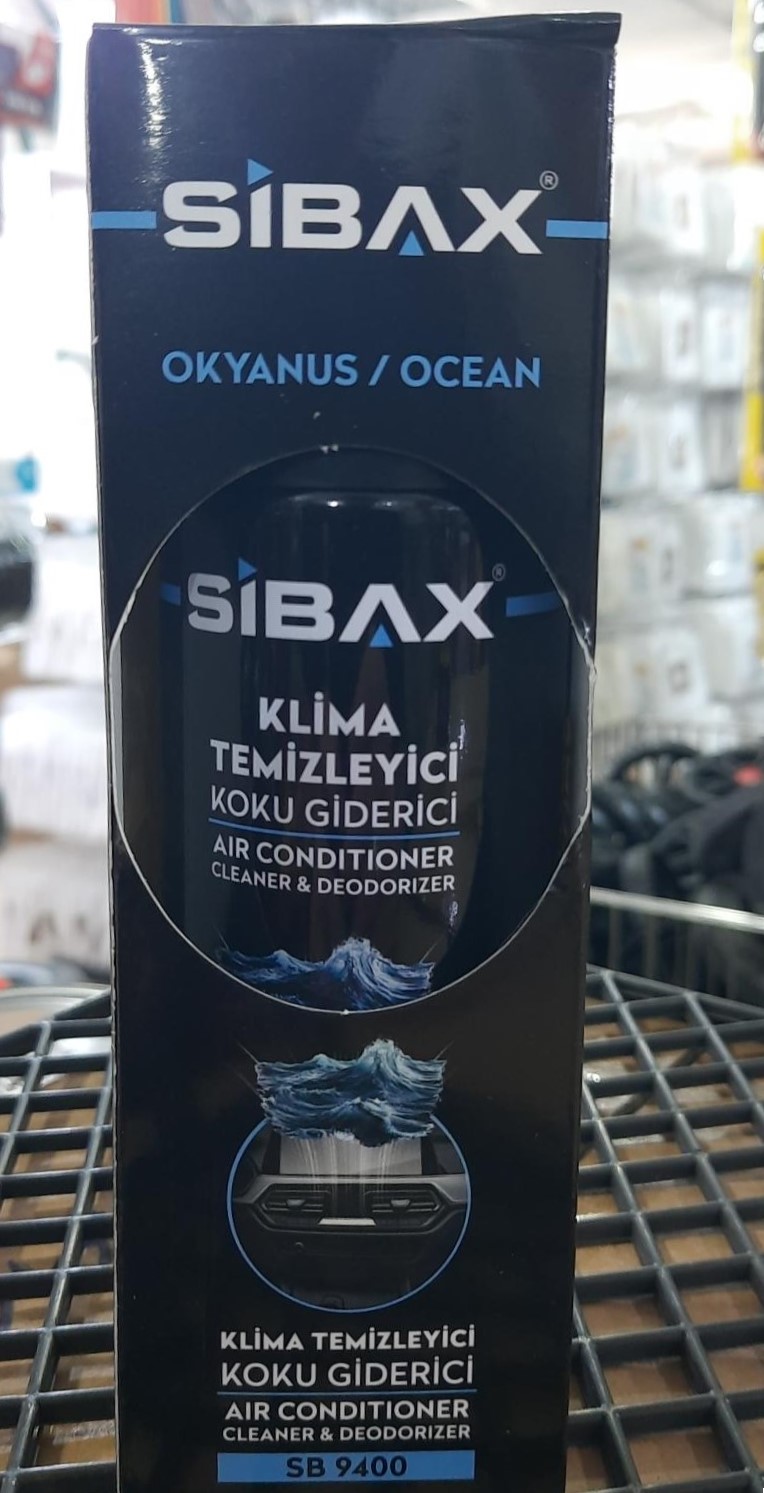 SİBAX®
OKYANUS / OCEAN
SİBAX®
KLİMA
TEMİZLEYİCİ
KOKU GİDERİCİ
AIR CONDITIONER
CLEANER & DEODORIZER
KLİMA TEMİZLEYİCİ
KOKU GİDERİCİ
AIR CONDITIONER
CLEANER & DEODORIZER
SB 9400